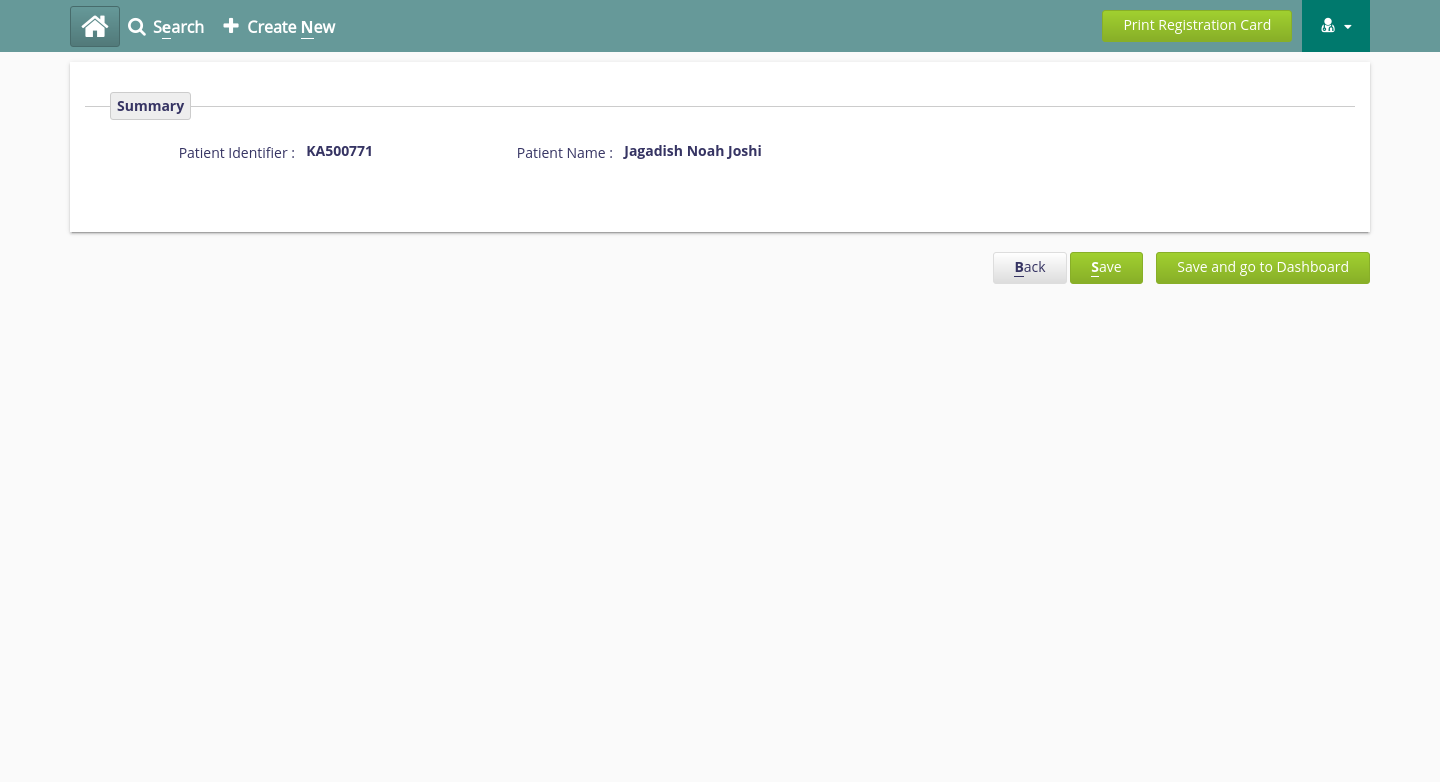 Search Create New Print Registration Card
Summary
Patient Identifier : KA500771 Patient Name : Jagadish Noah Joshi
Back Save Save and go to Dashboard